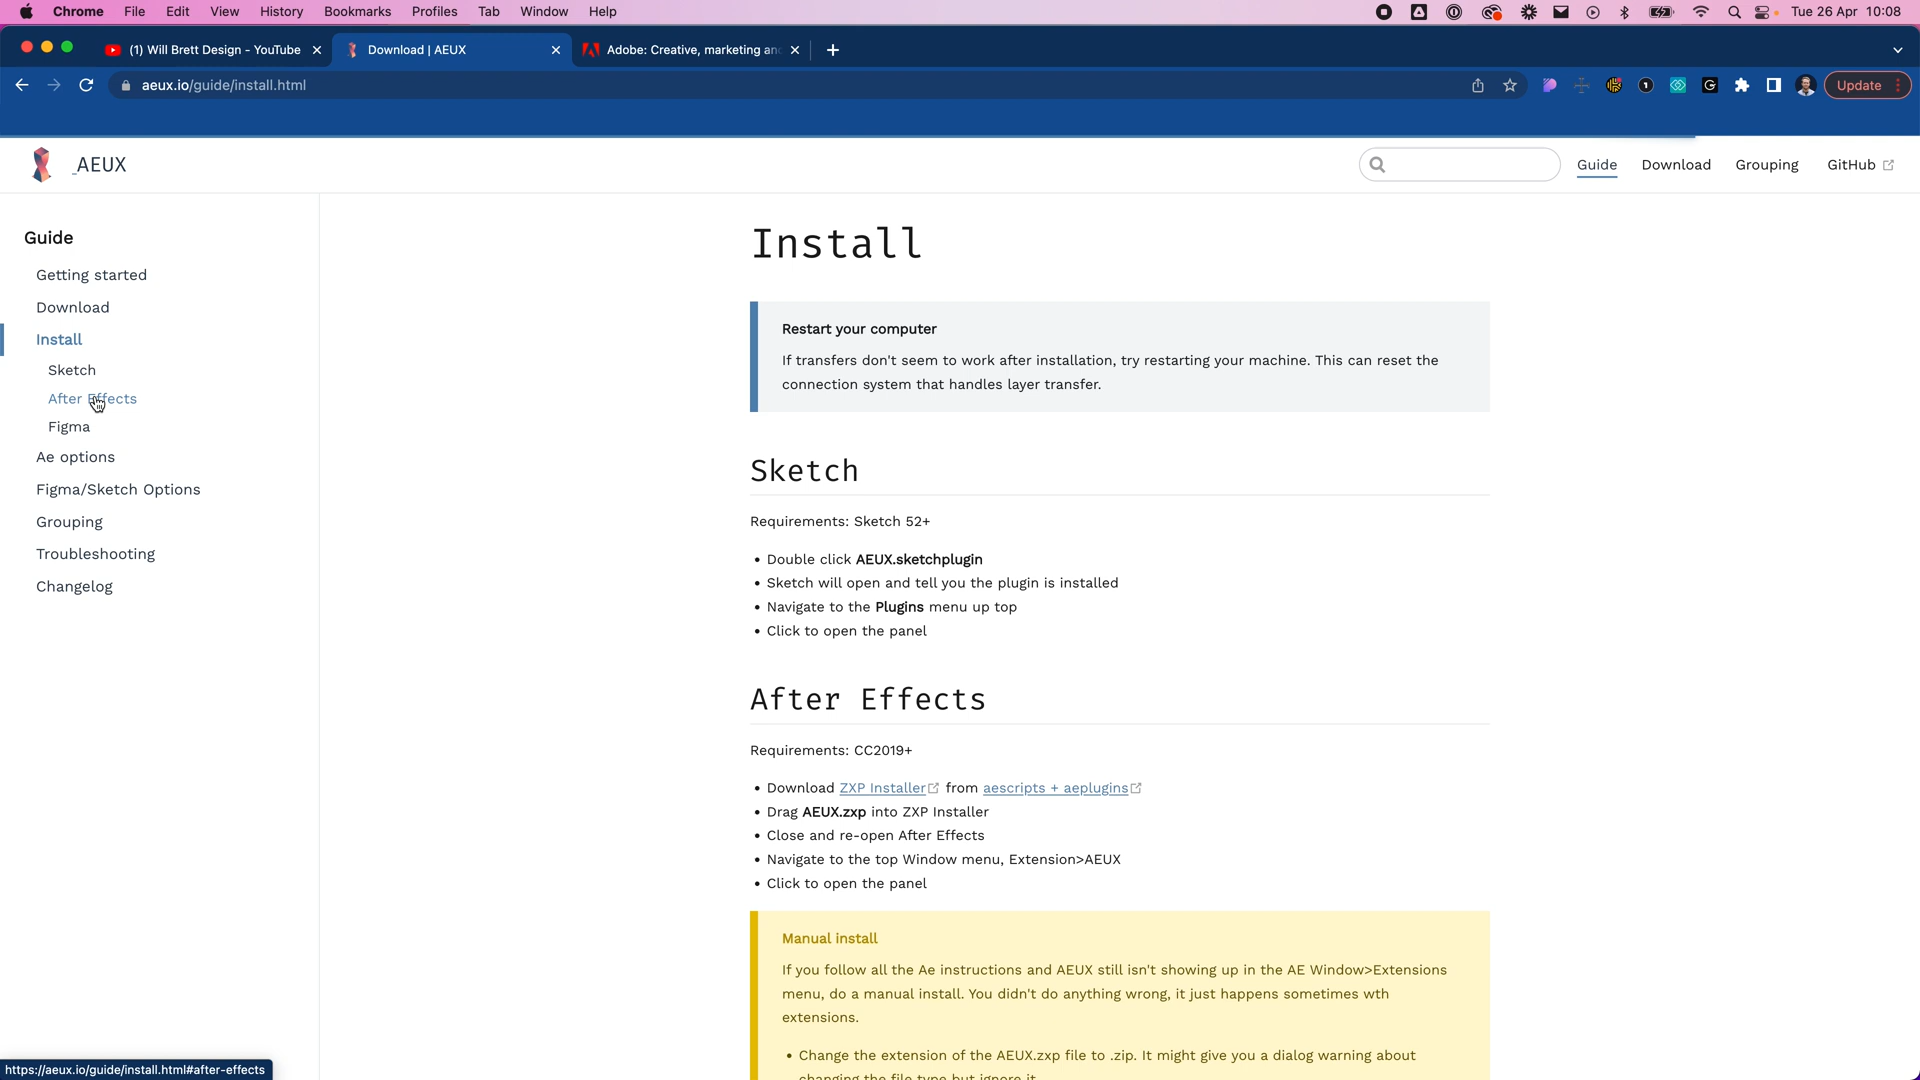 Chrome File Edit View History Bookmarks Profiles Tab Window Help Tue 26 Apr 10:08
(1) Will Brett Design - YouTube Download | AEUX Adobe: Creative, marketing an
aeux.io/guide/install.html Update
_AEUX Guide Download Grouping GitHub
Guide
Getting started
Download
Install
Sketch
After Effects
Figma
Ae options
Figma/Sketch Options
Grouping
Troubleshooting
Changelog
Install
Restart your computer
If transfers don't seem to work after installation, try restarting your machine. This can reset the
connection system that handles layer transfer.
Sketch
Requirements: Sketch 52+
• Double click AEUX.sketchplugin
• Sketch will open and tell you the plugin is installed
• Navigate to the Plugins menu up top
• Click to open the panel
After Effects
Requirements: CC2019+
• Download ZXP Installer from aescripts + aeplugins
• Drag AEUX.zxp into ZXP Installer
• Close and re-open After Effects
• Navigate to the top Window menu, Extension>AEUX
• Click to open the panel
Manual install
If you follow all the Ae instructions and AEUX still isn't showing up in the AE Window>Extensions
menu, do a manual install. You didn't do anything wrong, it just happens sometimes wth
extensions.
• Change the extension of the AEUX.zxp file to .zip. It might give you a dialog warning about
changing the file type but ignore it
https://aeux.io/guide/install.html#after-effects